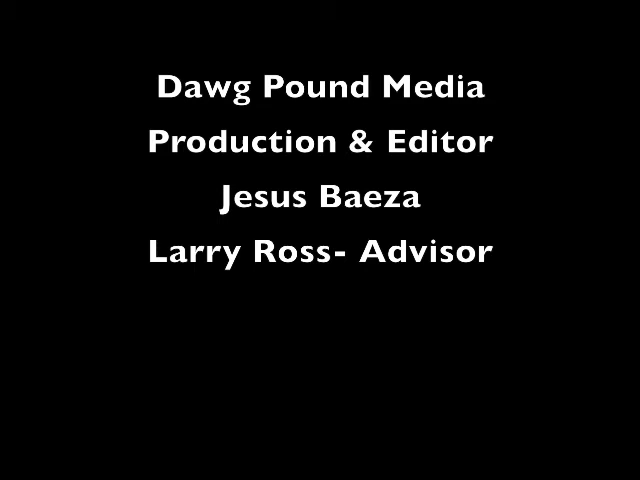 Dawg Pound Media
Production & Editor
Jesus Baeza
Larry Ross- Advisor